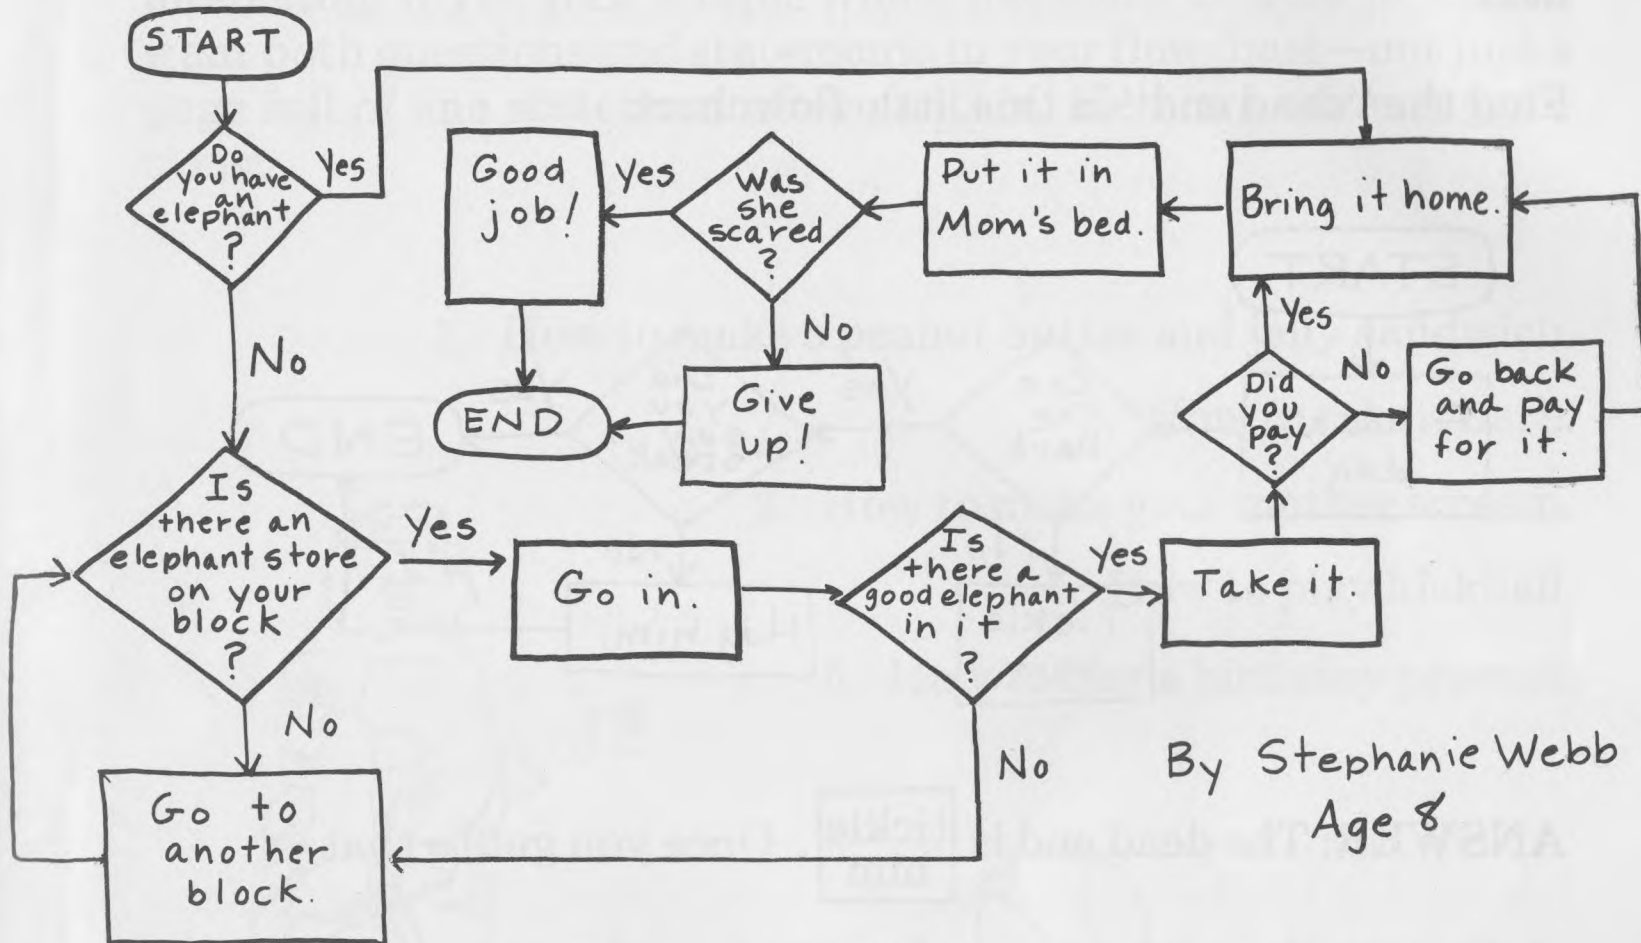 START
Do
you have
an
elephant
?
Yes
No
Good
job!
Yes
Was
she
scared
?
No
Put it in
Mom's bed.
Bring it home.
END
Give
up!
Yes
Did
you
pay
?
No
Go back
and pay
for it.
Is
there an
elephant store
on your
block
?
Yes
Go in.
Is
there a
good elephant
in it
?
Yes
Take it.
No
No
Go to
another
block.
By Stephanie Webb
Age 8